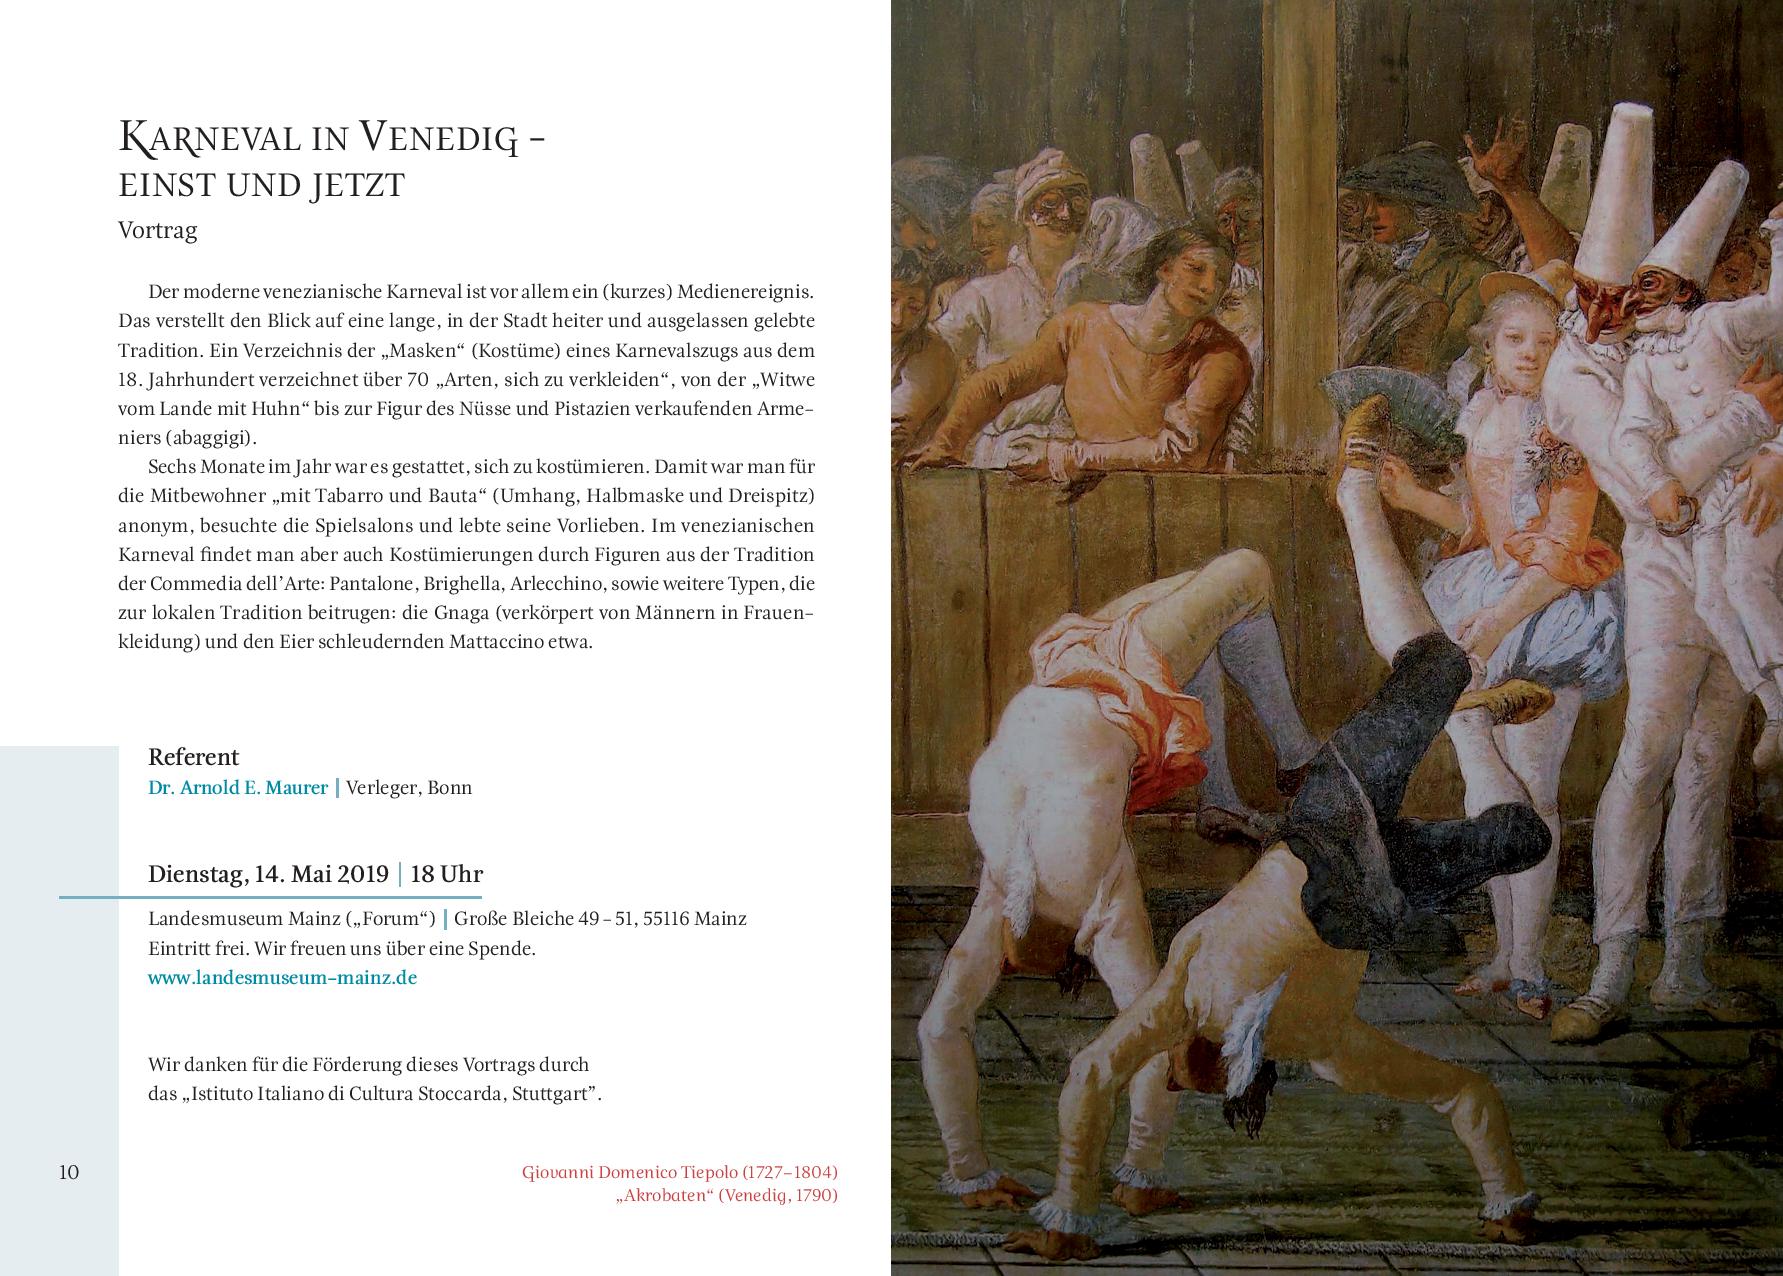 KARNEVAL IN VENEDIG –
EINST UND JETZT
Vortrag
Der moderne venezianische Karneval ist vor allem ein (kurzes) Medienereignis.
Das verstellt den Blick auf eine lange, in der Stadt heiter und ausgelassen gelebte
Tradition. Ein Verzeichnis der „Masken“ (Kostüme) eines Karnevalszugs aus dem
18. Jahrhundert verzeichnet über 70 „Arten, sich zu verkleiden“, von der „Witwe
vom Lande mit Huhn“ bis zur Figur des Nüsse und Pistazien verkaufenden Arme-
niers (abaggigi).
Sechs Monate im Jahr war es gestattet, sich zu kostümieren. Damit war man für
die Mitbewohner „mit Tabarro und Bauta“ (Umhang, Halbmaske und Dreispitz)
anonym, besuchte die Spielsalons und lebte seine Vorlieben. Im venezianischen
Karneval findet man aber auch Kostümierungen durch Figuren aus der Tradition
der Commedia dell’Arte: Pantalone, Brighella, Arlecchino, sowie weitere Typen, die
zur lokalen Tradition beitrugen: die Gnaga (verkörpert von Männern in Frauen-
kleidung) und den Eier schleudernden Mattaccino etwa.
Referent
Dr. Arnold E. Maurer | Verleger, Bonn
Dienstag, 14. Mai 2019 | 18 Uhr
Landesmuseum Mainz („Forum“) | Große Bleiche 49 – 51, 55116 Mainz
Eintritt frei. Wir freuen uns über eine Spende.
www.landesmuseum-mainz.de
Wir danken für die Förderung dieses Vortrags durch
das „Istituto Italiano di Cultura Stoccarda, Stuttgart”.
10
Giovanni Domenico Tiepolo (1727–1804)
„Akrobaten“ (Venedig, 1790)